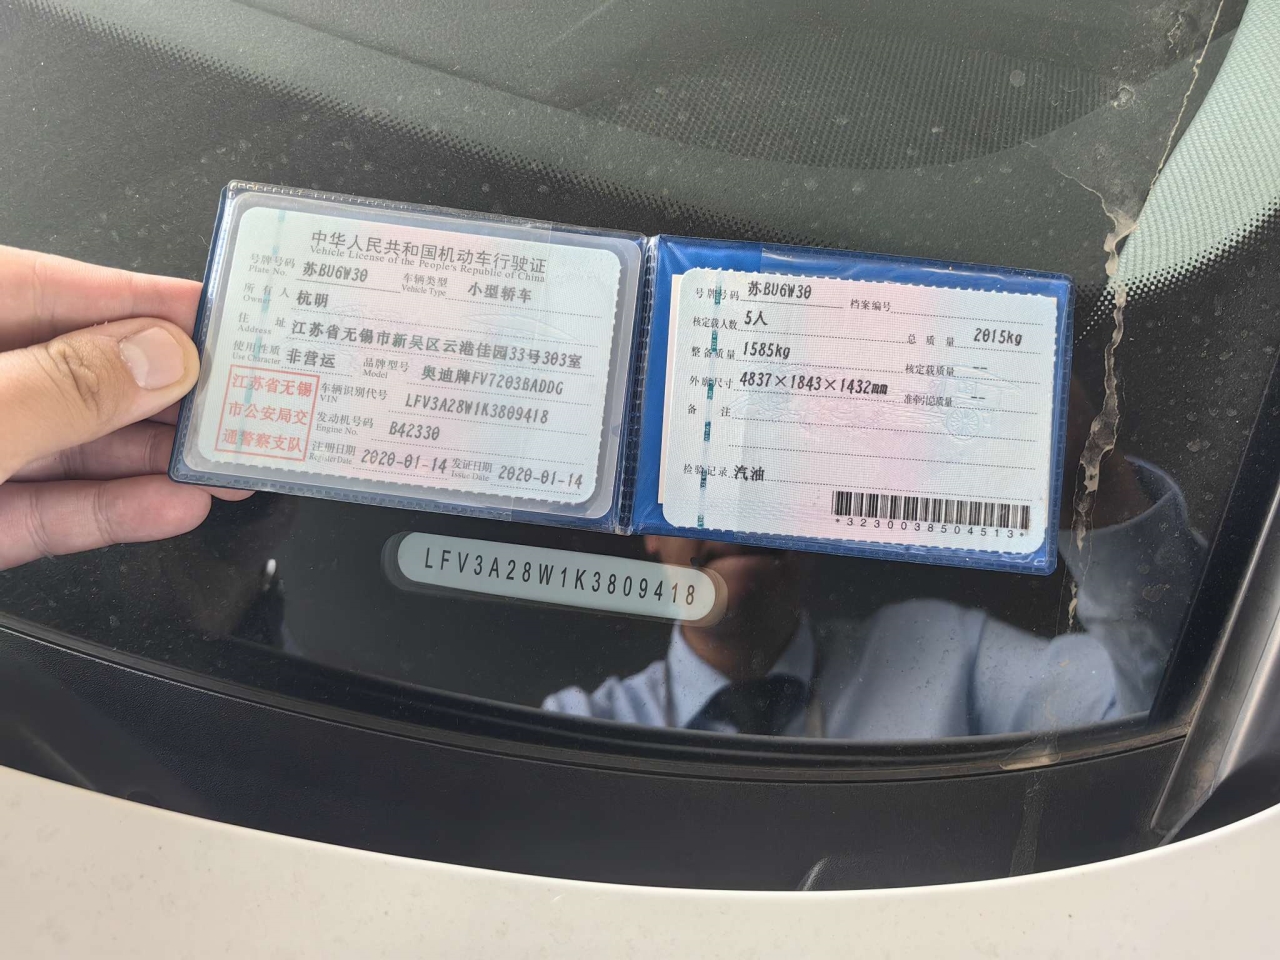 中华人民共和国机动车行驶证
Vehicle License of the People's Republic of China
号牌号码 苏BU6W30 车辆类型 小型轿车
Plate No. Vehicle Type
所有人 杭明
Owner
住址 江苏省无锡市新吴区云澹佳园33号303室
Address
使用性质 非营运 品牌型号 奥迪牌FV7203BADDG
Use Character Model
江苏省无锡
市公安局交
通警察支队
车辆识别代号 LFV3A28W1K3809418
VIN
发动机号码 B42330
Engine No.
注册日期 2020-01-14 发证日期 2020-01-14
Register Date Issue Date
号牌号码 苏BU6W30 档案编号
核定载人数 5人 总质量 2015kg
整备质量 1585kg 核定载质量 --
外廓尺寸 4837×1843×1432mm 准牵引总质量 --
备注
检验记录 汽油
*3230038504513*
LFV3A28W1K3809418